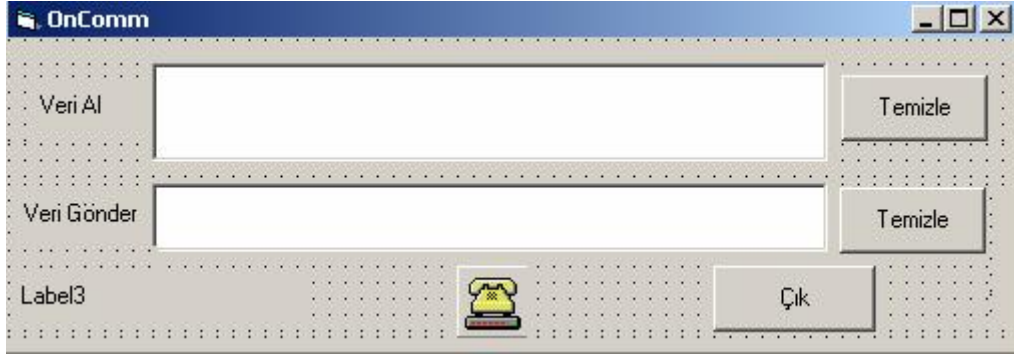 OnComm
Veri Al
Temizle
Veri Gönder
Temizle
Label3
Çık